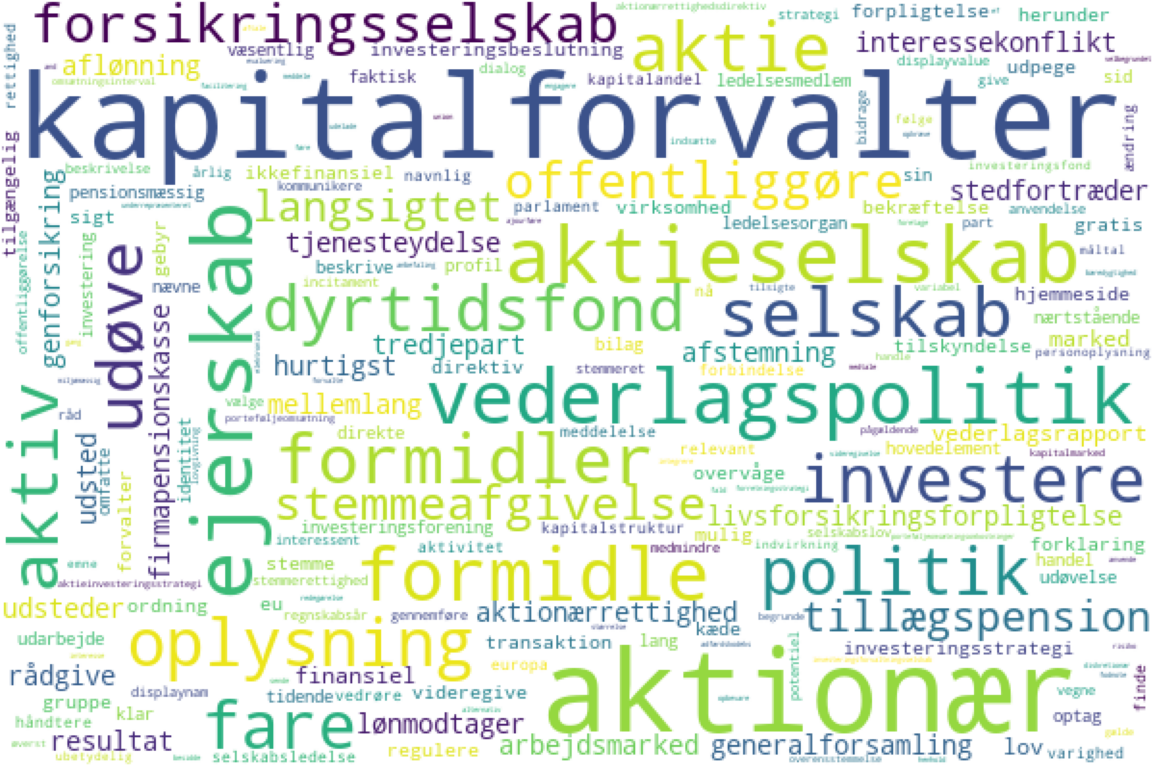 forsikringsselskab
aktionærrettighedsdirektiv
strategi
forpligtelse
herunder
aktie
interessekonflikt
væsentlig
investeringsbeslutning
aflønning
faktisk
dialog
kapitalandel
ledelsesmedlem
displayvalue
udpege
give
sid
rettighed
kapitalforvalter
bidrage
følge
ændring
tilgængelig
beskrivelse
årlig
ikkefinansiel
navnlig
offentliggøre
sin
investeringsfond
stedfortræder
pensionsmæssig
kommunikere
parlament
virksomhed
bekræftelse
anvendelse
sigt
langsigtet
ledelsesorgan
part
gratis
genforsikring
udøve
gebyr
ejerskab
tjenesteydelse
aktieselskab
måltal
beskrive
profil
incitament
nævne
investering
offentliggørelse
dyrtidsfond
nå
tilsigte
variabel
selskab
hjemmeside
nærtstående
firmapensionskasse
tredjepart
bilag
afstemning
tilskyndelse
marked
personoplysning
hurtigst
direktiv
stemmeret
forbindelse
handle
aktiv
råd
vælge
mellemlang
vederlagspolitik
porteføljeomsætning
direkte
meddelelse
pågældende
vederlagsrapport
udsted
omfatte
identitet
formidler
relevant
hovedelement
kapitalmarked
overvåge
investere
forvalter
stemmeafgivelse
livsforsikringsforpligtelse
investeringsforening
kapitalstruktur
mulig
selskabslov
interessent
aktivitet
medmindre
indvirkning
forklaring
emne
aktieinvesteringsstrategi
stemme
stemmerettighed
formidle
politik
handel
udøvelse
udsteder
ordning
eu
regnskabsår
gennemføre
aktionærrettighed
begrunde
tillægspension
udarbejde
oplysning
transaktion
lang
kæde
investeringsstrategi
rådgive
finansiel
europa
aktionær
potentiel
finde
displaynam
tidende
vedrøre
videregive
vegne
gruppe
håndtere
klar
fare
lønmodtager
optag
resultat
ubetydelig
selskabsledelse
regulere
arbejdsmarked
generalforsamling
lov
varighed
overensstemmelse